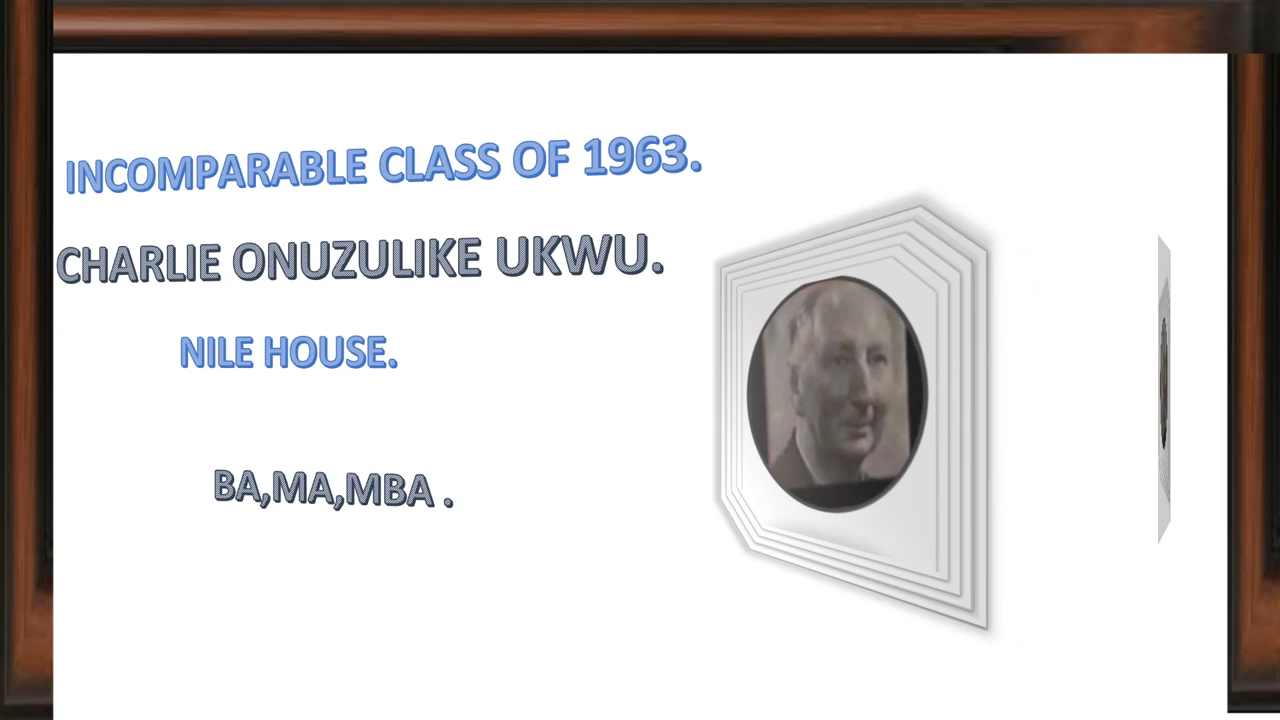 INCOMPARABLE CLASS OF 1963.
CHARLIE ONUZULIKE UKWU.
NILE HOUSE.
BA,MA,MBA .